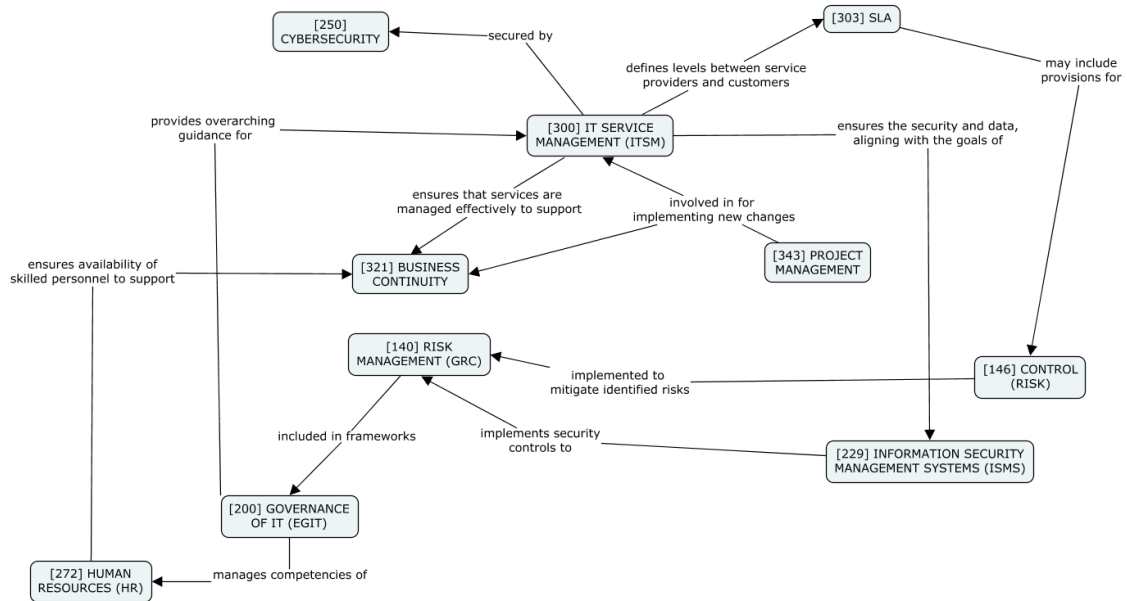 [250]
CYBERSECURITY
secured by
[303] SLA
defines levels between service
providers and customers
may include
provisions for
provides overarching
guidance for
[300] IT SERVICE
MANAGEMENT (ITSM)
ensures the security and data,
aligning with the goals of
ensures that services are
managed effectively to support
involved in for
implementing new changes
ensures availability of
skilled personnel to support
[321] BUSINESS
CONTINUITY
[343] PROJECT
MANAGEMENT
[140] RISK
MANAGEMENT (GRC)
implemented to
mitigate identified risks
[146] CONTROL
(RISK)
included in frameworks
implements security
controls to
[229] INFORMATION SECURITY
MANAGEMENT SYSTEMS (ISMS)
[200] GOVERNANCE
OF IT (EGIT)
[272] HUMAN
RESOURCES (HR)
manages competencies of